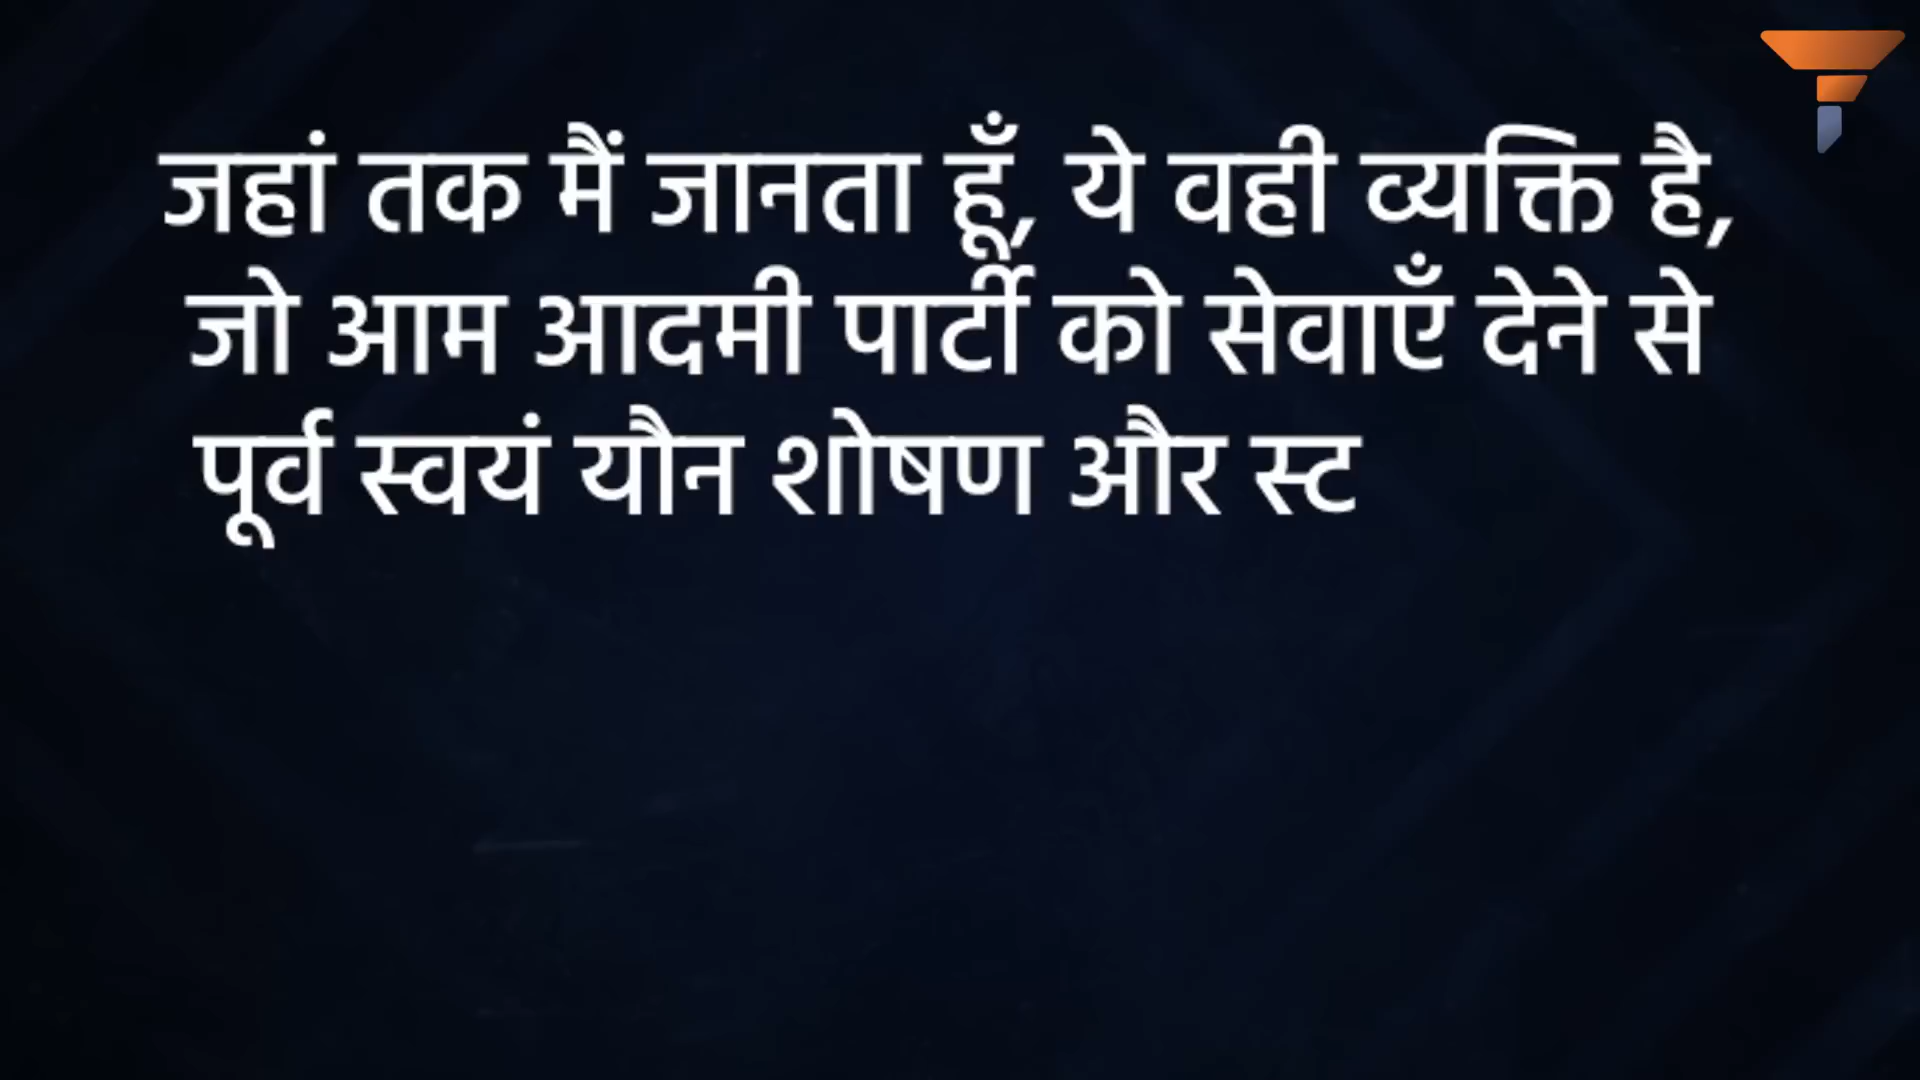 जहां तक मैं जानता हूँ, ये वही व्यक्ति है,
जो आम आदमी पार्टी को सेवाएँ देने से
पूर्व स्वयं यौन शोषण और स्ट